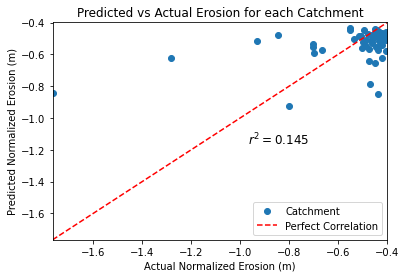 Predicted vs Actual Erosion for each Catchment
Predicted Normalized Erosion (m)
−0.4
−0.6
−0.8
−1.0
−1.2
−1.4
−1.6
r² = 0.145
Catchment
Perfect Correlation
−1.6 −1.4 −1.2 −1.0 −0.8 −0.6 −0.4
Actual Normalized Erosion (m)